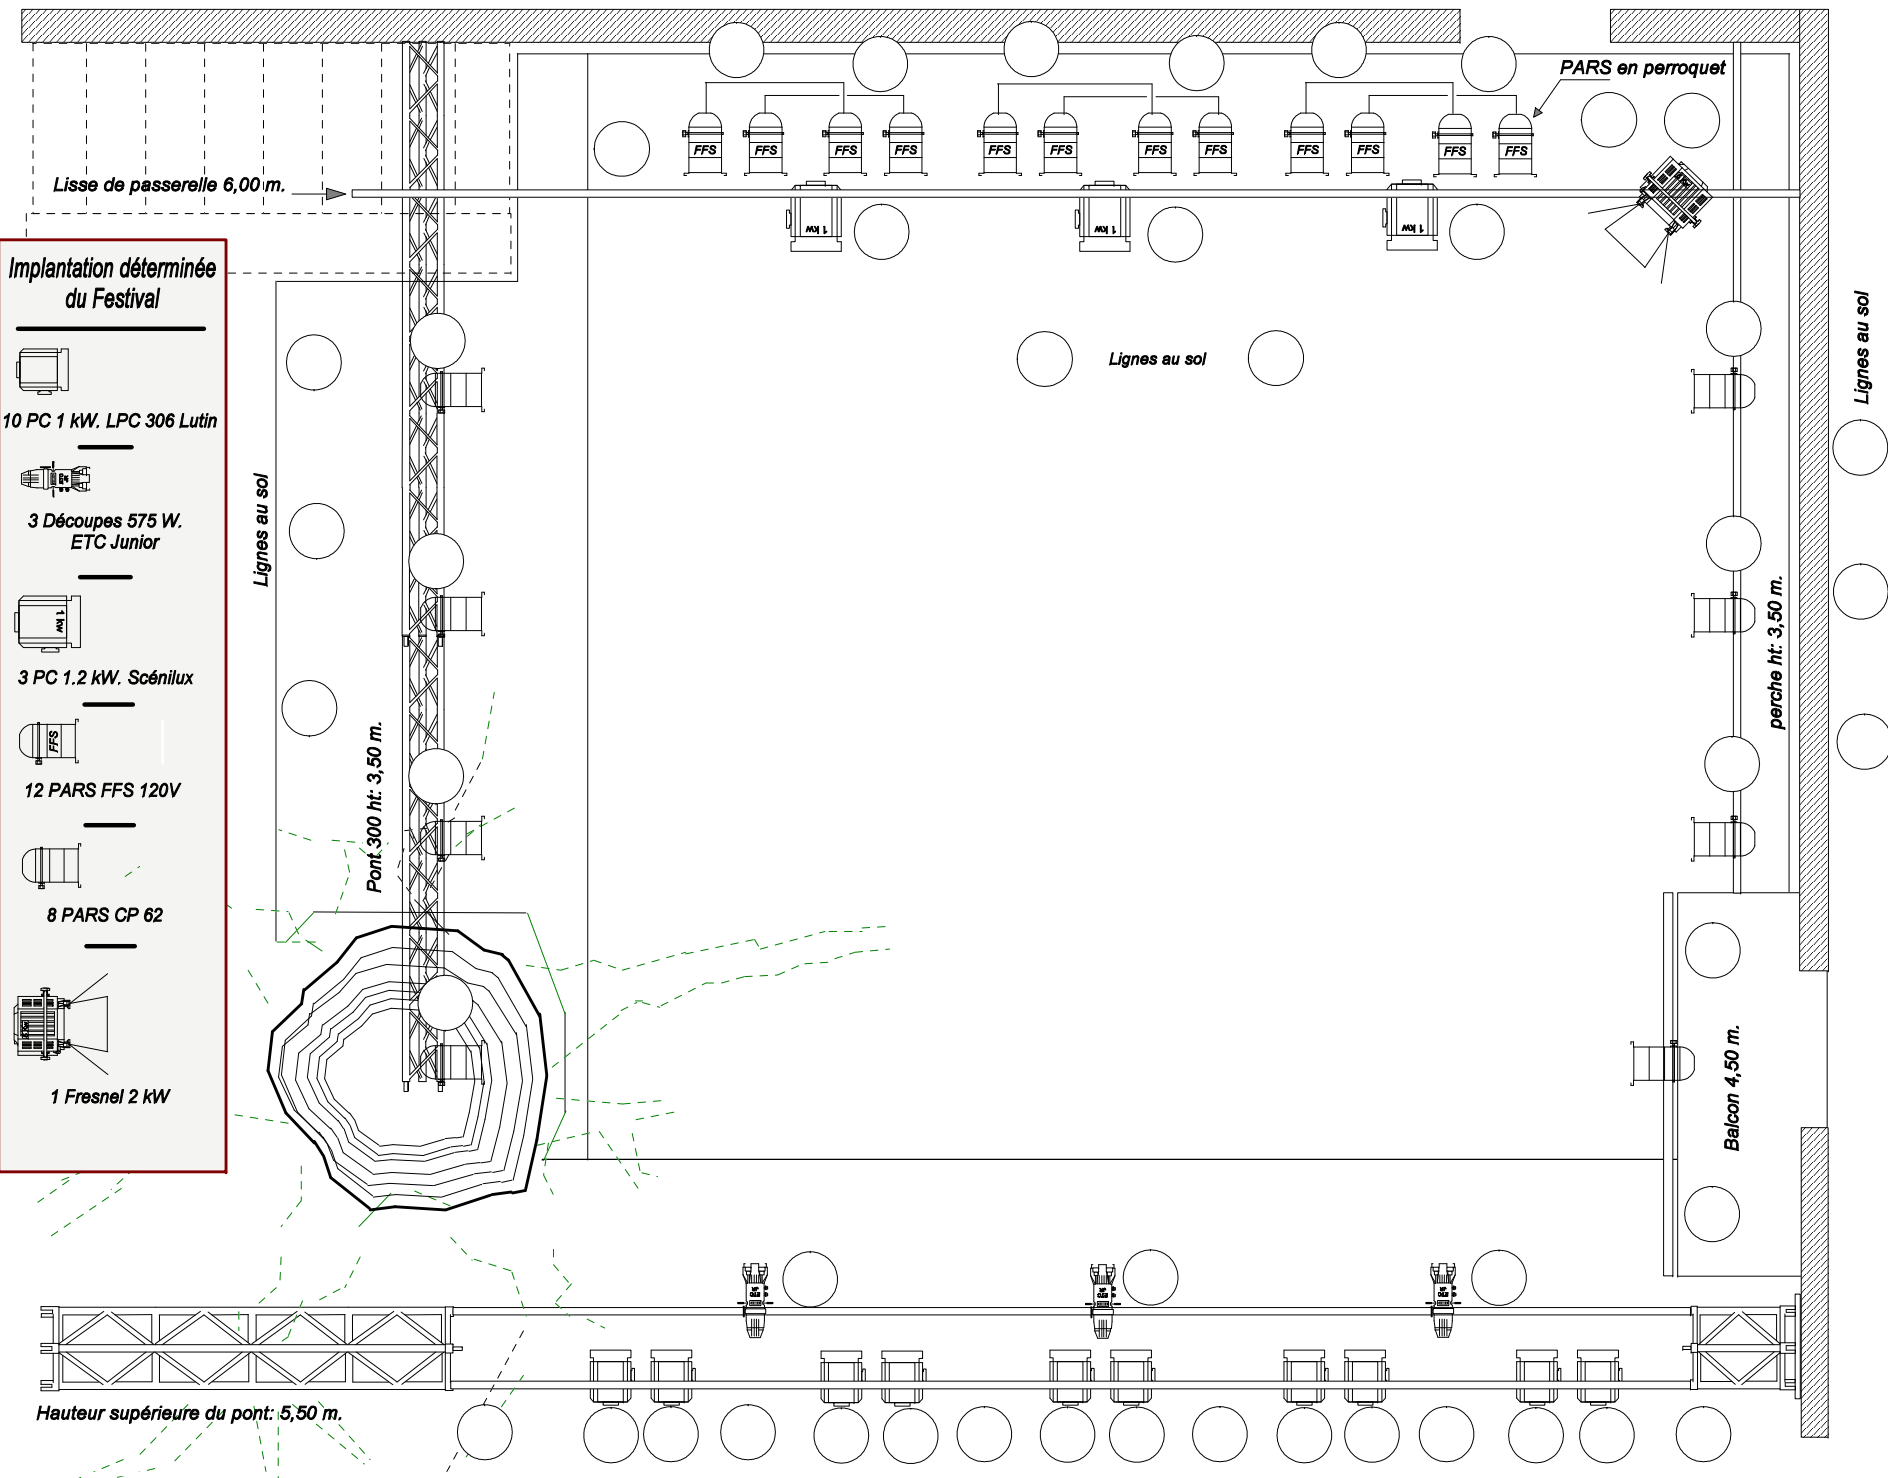 PARS en perroquet
FFS FFS FFS FFS FFS FFS FFS FFS FFS FFS FFS FFS
Lisse de passerelle 6,00 m.
1 kW 1 kW 1 kW
Implantation déterminée
du Festival
10 PC 1 kW. LPC 306 Lutin
3 Découpes 575 W.
ETC Junior
1 kW
3 PC 1.2 kW. Scénilux
FFS
12 PARS FFS 120V
8 PARS CP 62
1 Fresnel 2 kW
Lignes au sol
Lignes au sol
Lignes au sol
Pont 300 ht: 3,50 m.
perche ht: 3,50 m.
Balcon 4,50 m.
Hauteur supérieure du pont: 5,50 m.